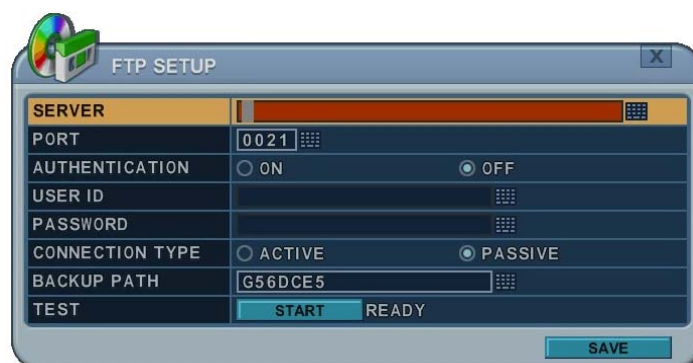 FTP SETUP
X
SERVER
PORT 0021
AUTHENTICATION ON OFF
USER ID
PASSWORD
CONNECTION TYPE ACTIVE PASSIVE
BACKUP PATH G56DCE5
TEST START READY
SAVE